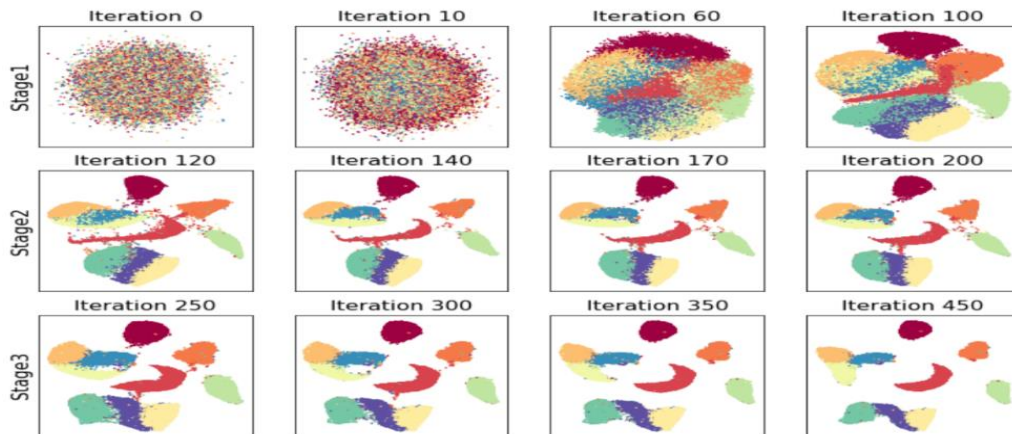 Iteration 0
Iteration 10
Iteration 60
Iteration 100
Stage1
Iteration 120
Iteration 140
Iteration 170
Iteration 200
Stage2
Iteration 250
Iteration 300
Iteration 350
Iteration 450
Stage3